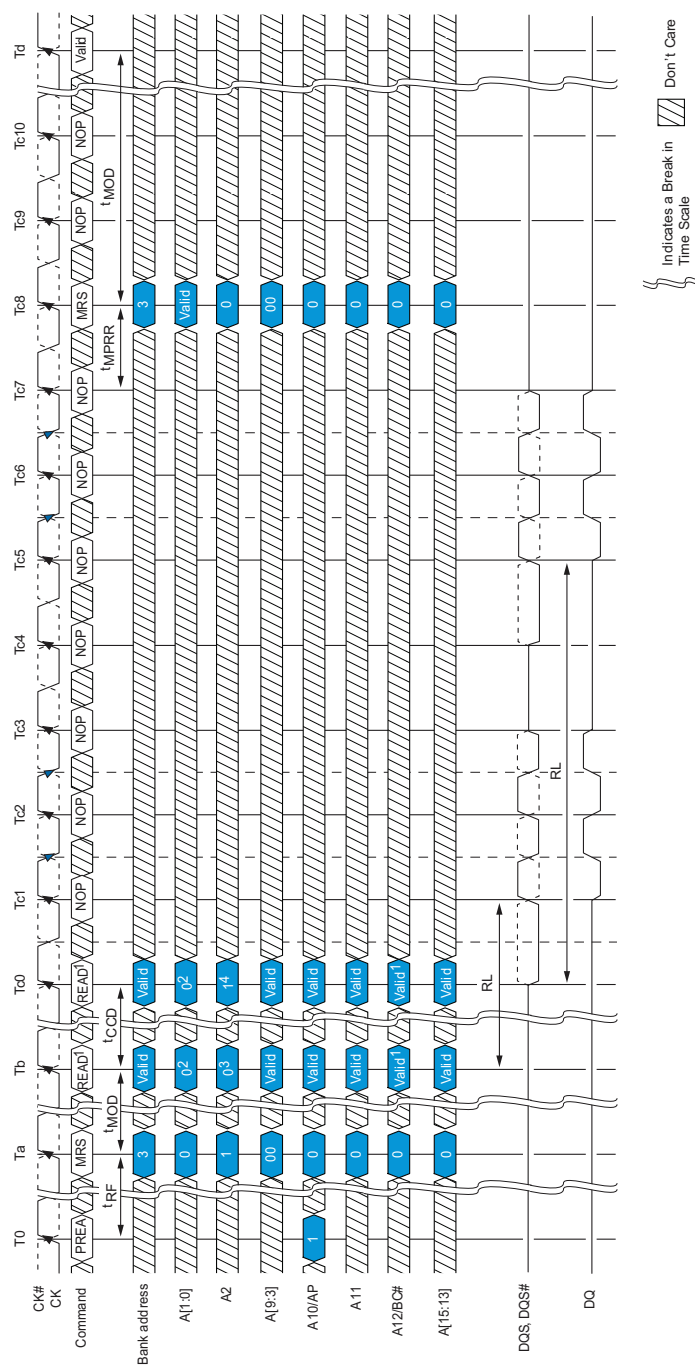 T0 Ta Tb Tc0 Tc1 Tc2 Tc3 Tc4 Tc5 Tc6 Tc7 Tc8 Tc9 Tc10 Td
CK#
CK
Command PREA MRS READ1 READ1 NOP NOP NOP NOP NOP NOP NOP MRS NOP NOP Valid
tRF tMOD tCCD tMPRR tMOD
Bank address 3 Valid Valid 3
A[1:0] 0 02 02 Valid
A2 1 03 14 0
A[9:3] 00 Valid Valid 00
A10/AP 1 0 Valid Valid 0
A11 0 Valid Valid 0
A12/BC# 0 Valid1 Valid1 0
A[15:13] 0 Valid Valid 0
RL
DQS, DQS#
RL
DQ
Indicates a Break in
Time Scale
Don't Care